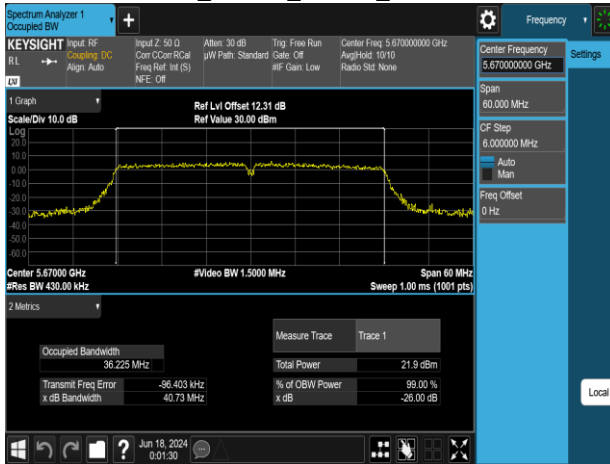 Spectrum Analyzer 1
Occupied BW
+
Frequency
KEYSIGHT
Input: RF
Coupling: DC
Align: Auto
RL
LXI
Input Z: 50 Ω
Corr CCorr RCal
Freq Ref: Int (S)
NFE: Off
Atten: 30 dB
µW Path: Standard
Trig: Free Run
Gate: Off
#IF Gain: Low
Center Freq: 5.670000000 GHz
Avg|Hold: 10/10
Radio Std: None
Center Frequency
5.670000000 GHz
Settings
Span
60.000 MHz
CF Step
6.000000 MHz
Auto
Man
Freq Offset
0 Hz
Local
1 Graph
Scale/Div 10.0 dB
Ref Lvl Offset 12.31 dB
Ref Value 30.00 dBm
Log
20.0
10.0
0.00
-10.0
-20.0
-30.0
-40.0
-50.0
-60.0
Center 5.67000 GHz
#Video BW 1.5000 MHz
Span 60 MHz
#Res BW 430.00 kHz
Sweep 1.00 ms (1001 pts)
2 Metrics
Measure Trace
Trace 1
Occupied Bandwidth
36.225 MHz
Total Power
21.9 dBm
Transmit Freq Error
-96.403 kHz
% of OBW Power
99.00 %
x dB Bandwidth
40.73 MHz
x dB
-26.00 dB
?
Jun 18, 2024
0:01:30